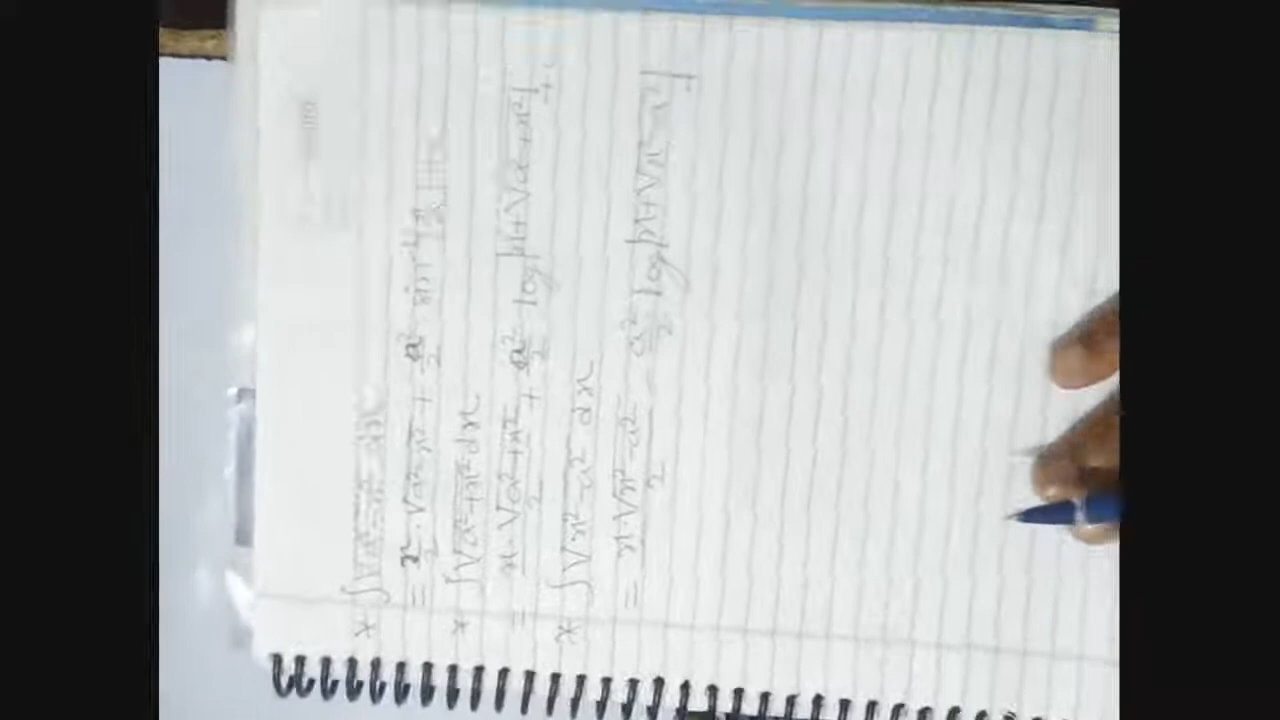 * ∫√a²-x² dx
= x/2 √a²-x² + a²/2 sin⁻¹ x/a
* ∫√a²+x² dx
= x·√a²+x²/2 + a²/2 log|x+√a²+x²| + c
* ∫√x²-a² dx
= x·√x²-a²/2 - a²/2 log|x+√x²-a²| +